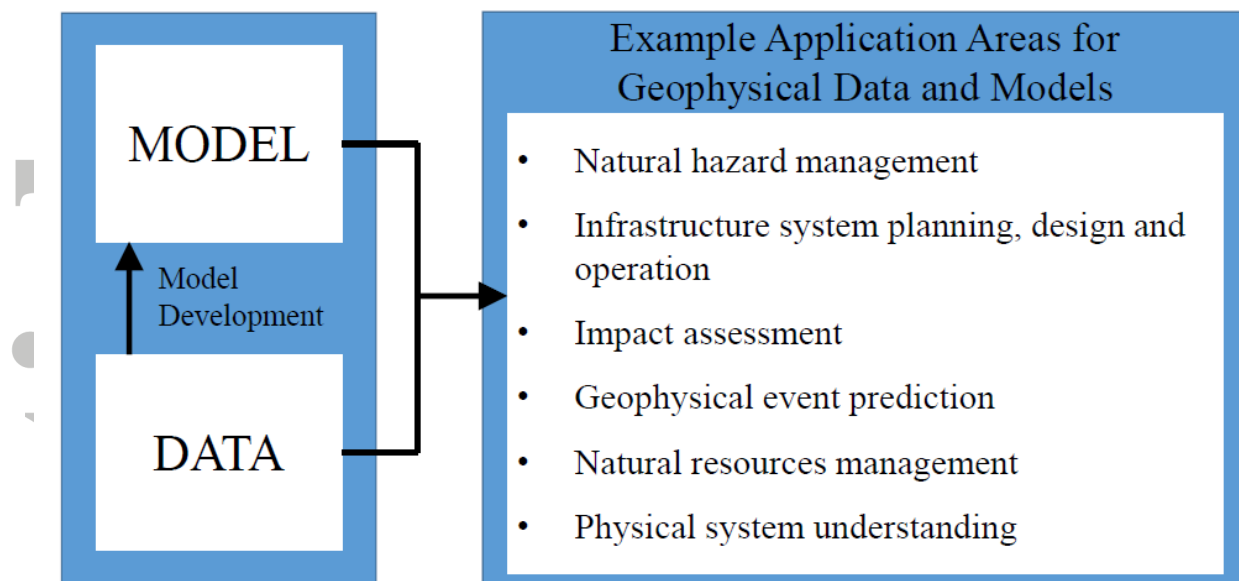 MODEL
Model
Development
DATA
Example Application Areas for
Geophysical Data and Models
• Natural hazard management
• Infrastructure system planning, design and
operation
• Impact assessment
• Geophysical event prediction
• Natural resources management
• Physical system understanding